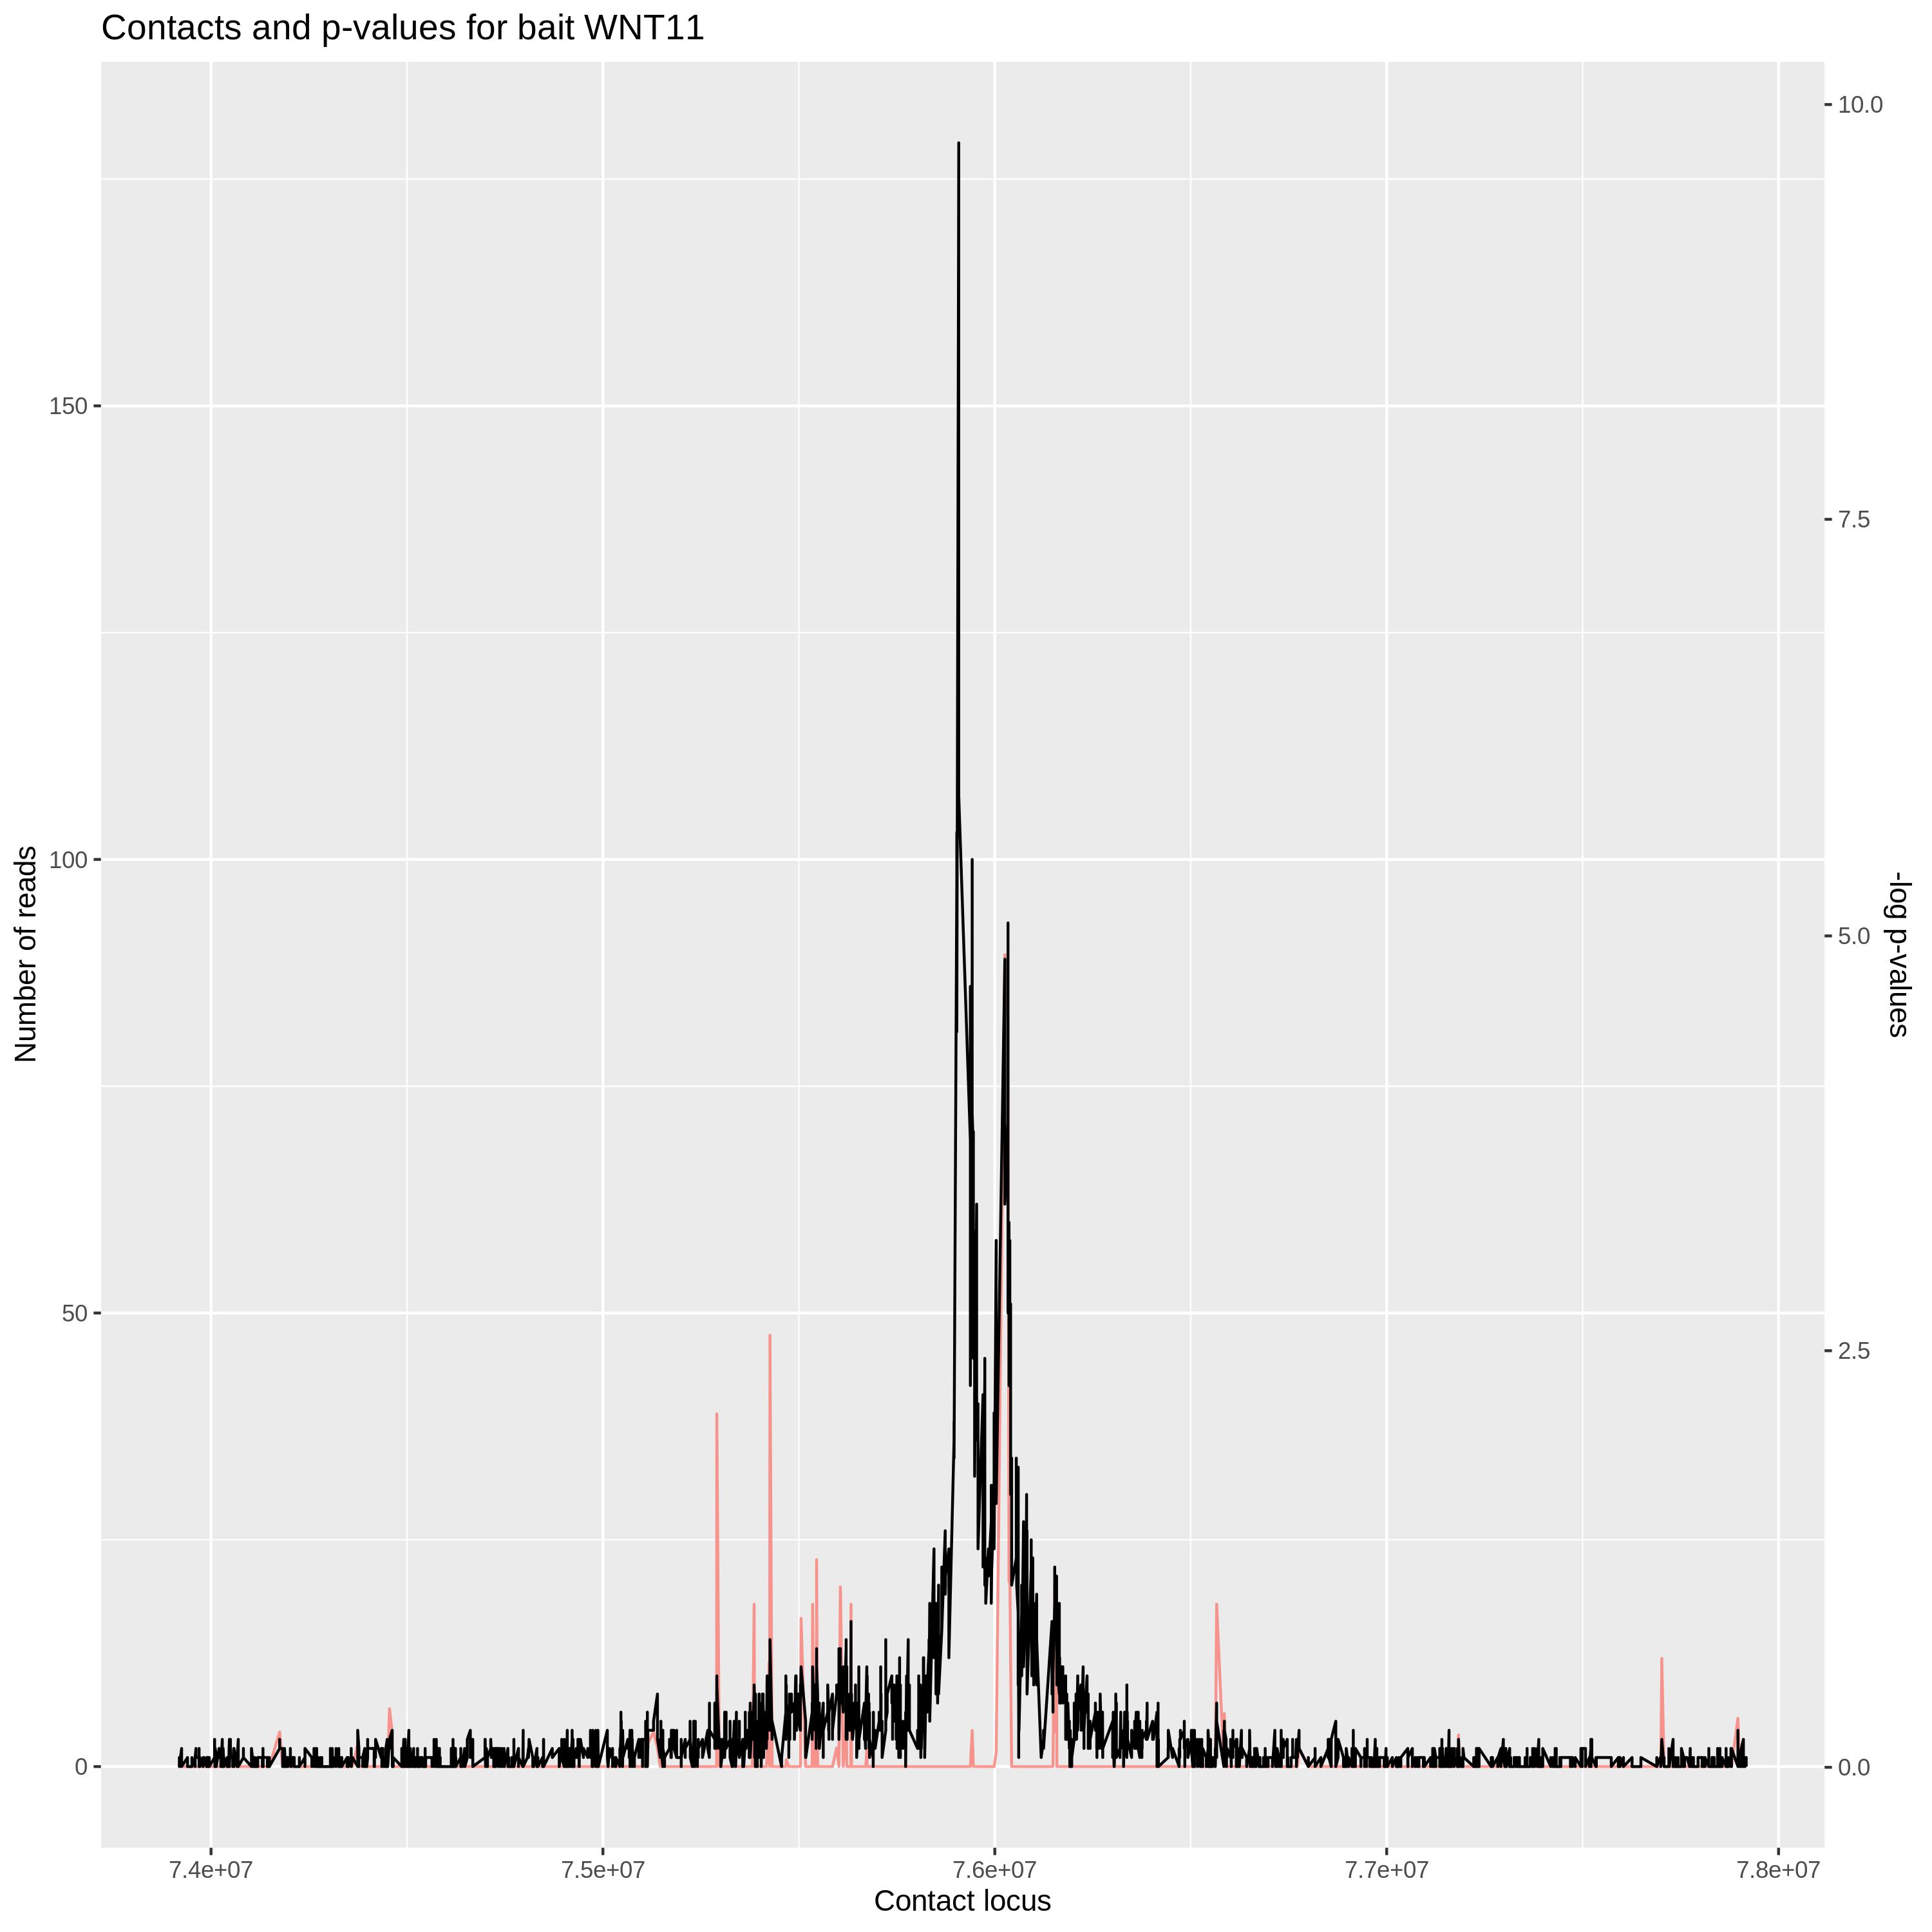 Contacts and p-values for bait WNT11
10.0
150
7.5
Number of reads
100
5.0
-log p-values
50
2.5
0
0.0
7.4e+07
7.5e+07
7.6e+07
7.7e+07
7.8e+07
Contact locus